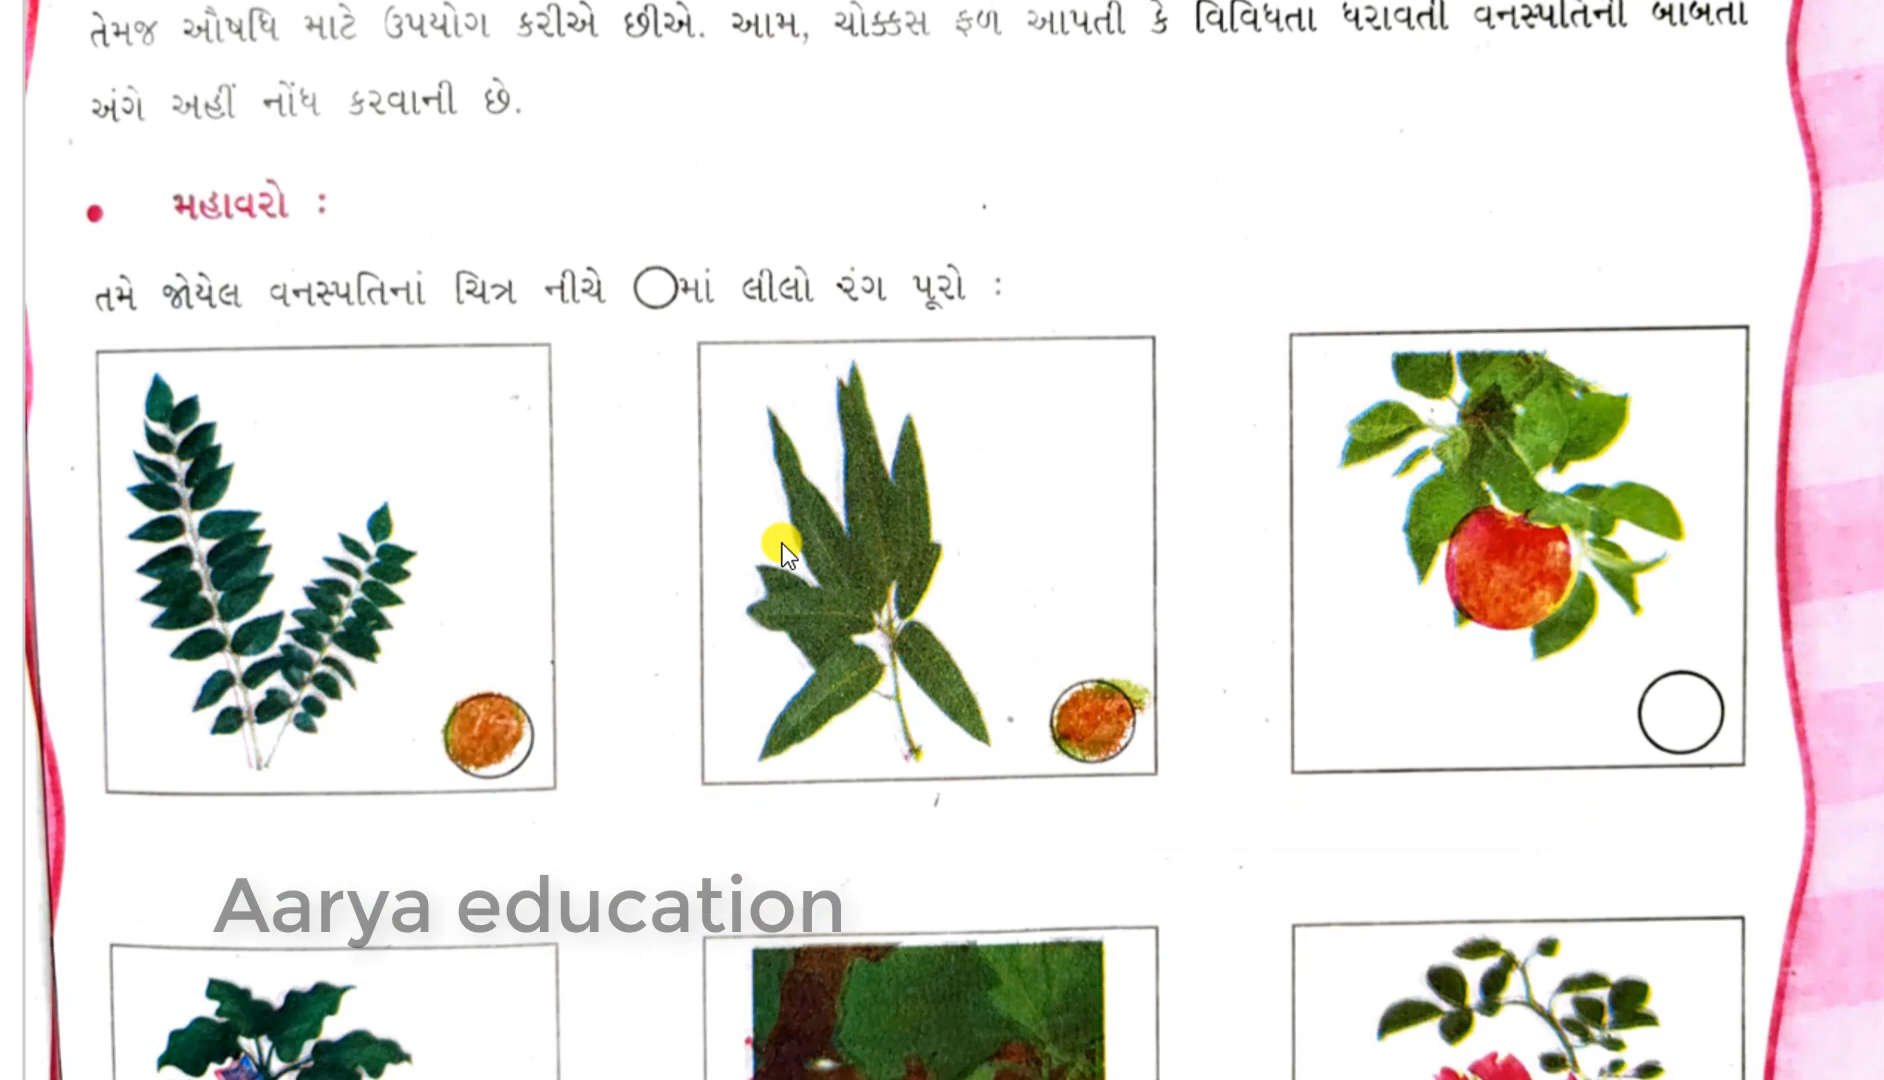 તેમજ ઔષધિ માટે ઉપયોગ કરીએ છીએ. આમ, ચોક્કસ ફળ આપતી કે વિવિધતા ધરાવતી વનસ્પતિની બાબતો
અંગે અહીં નોંધ કરવાની છે.
• મહાવરો :
તમે જોયેલ વનસ્પતિનાં ચિત્ર નીચે ◯માં લીલો રંગ પૂરો :
Aarya education